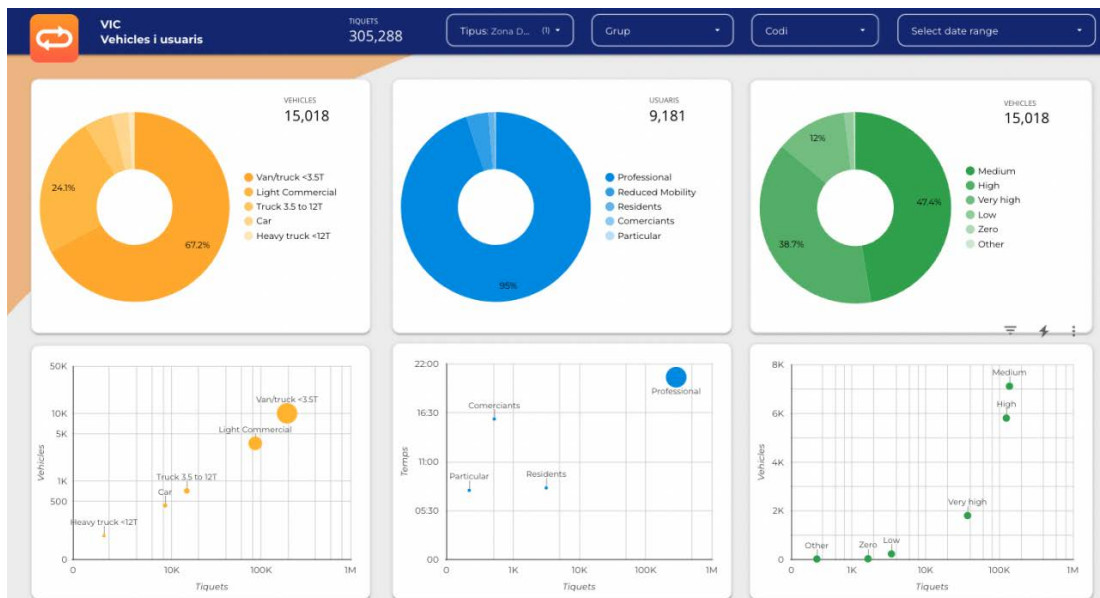 VIC
Vehicles i usuaris
TIQUETS
305,288
Tipus: Zona D... (1)
Grup
Codi
Select date range
VEHICLES
15,018
24.1%
67.2%
Van/truck <3.5T
Light Commercial
Truck 3.5 to 12T
Car
Heavy truck <12T
USUARIS
9,181
95%
Professional
Reduced Mobility
Residents
Comerciants
Particular
VEHICLES
15,018
12%
47.4%
38.7%
Medium
High
Very high
Low
Zero
Other
50K
10K
5K
1K
500
0
Vehicles
Van/truck <3.5T
Light Commercial
Truck 3.5 to 12T
Car
Heavy truck <12T
0
10K
100K
1M
Tiquets
22:00
16:30
11:00
05:30
00
Temps
Professional
Comerciants
Particular
Residents
0
1K
10K
100K
1M
Tiquets
8K
6K
4K
2K
0
Vehicles
Medium
High
Very high
Other
Zero
Low
0
1K
10K
100K
1M
Tiquets